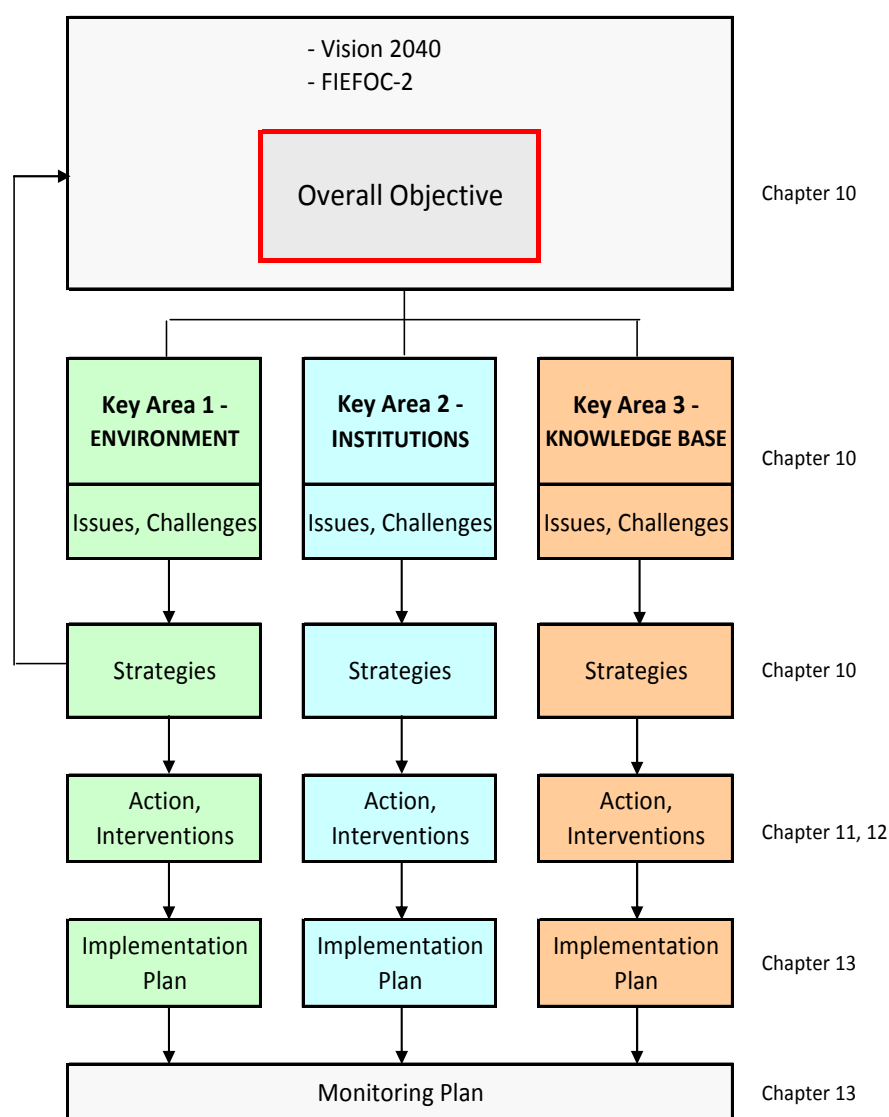 - Vision 2040
- FIEFOC-2
Overall Objective
Chapter 10
Key Area 1 -
ENVIRONMENT
Key Area 2 -
INSTITUTIONS
Key Area 3 -
KNOWLEDGE BASE
Chapter 10
Issues, Challenges
Issues, Challenges
Issues, Challenges
Strategies
Strategies
Strategies
Chapter 10
Action,
Interventions
Action,
Interventions
Action,
Interventions
Chapter 11, 12
Implementation
Plan
Implementation
Plan
Implementation
Plan
Chapter 13
Monitoring Plan
Chapter 13